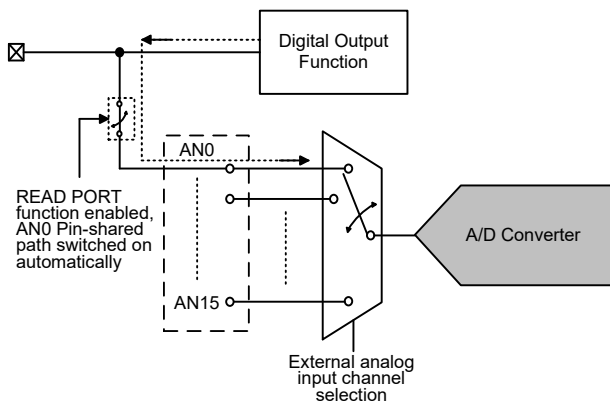 Digital Output
Function
AN0
READ PORT
function enabled,
AN0 Pin-shared
path switched on
automatically
A/D Converter
AN15
External analog
input channel
selection